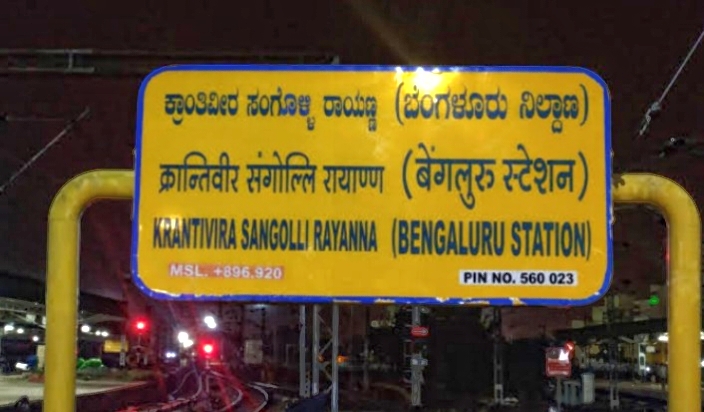 ಕ್ರಾಂತಿವೀರ ಸಂಗೊಳ್ಳಿ ರಾಯಣ್ಣ (ಬೆಂಗಳೂರು ನಿಲ್ದಾಣ)
क्रान्तिवीर संगोल्लि रायाण्ण (बेंगलुरु स्टेशन)
KRANTIVIRA SANGOLLI RAYANNA (BENGALURU STATION)
MSL. +896.920 PIN NO. 560 023